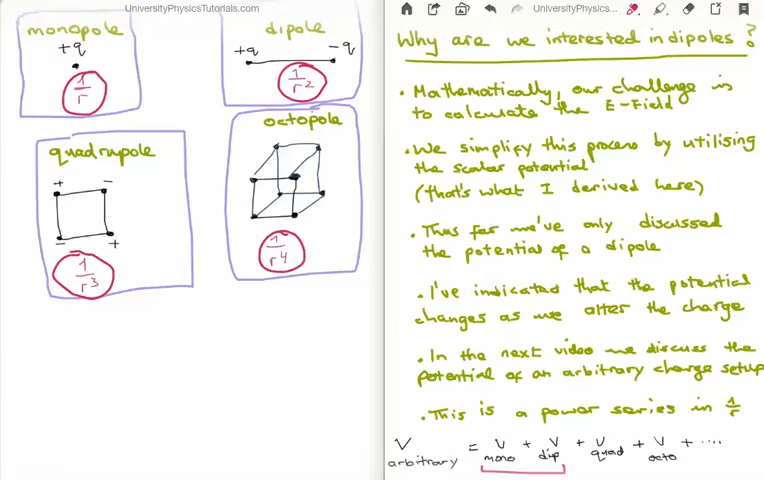 UniversityPhysicsTutorials.com
monopole
+q
1
r
dipole
+q
-q
1
r2
quadrupole
+
-
-
+
1
r3
octopole
1
r4
UniversityPhysics...
Why are we interested in dipoles?
• Mathematically, our challenge is
to calculate the E-Field
• We simplify this process by utilising
the scalar potential
(that's what I derived here)
• Thus far we've only discussed
the potential of a dipole
• I've indicated that the potential
changes as we alter the charge
• In the next video we discuss the
potential of an arbitrary charge setup
• This is a power series in 1/r
V arbitrary = V mono + V dip + V quad + V octo + ....